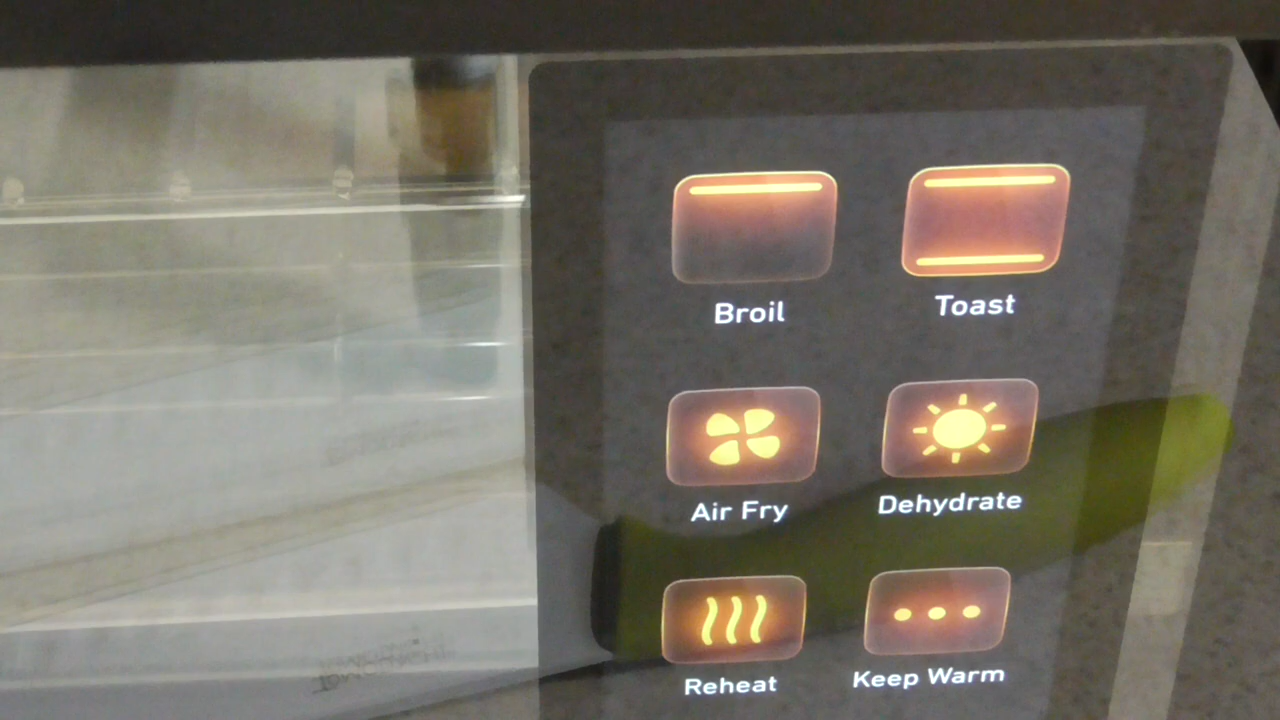 Broil
Toast
Air Fry
Dehydrate
Reheat
Keep Warm